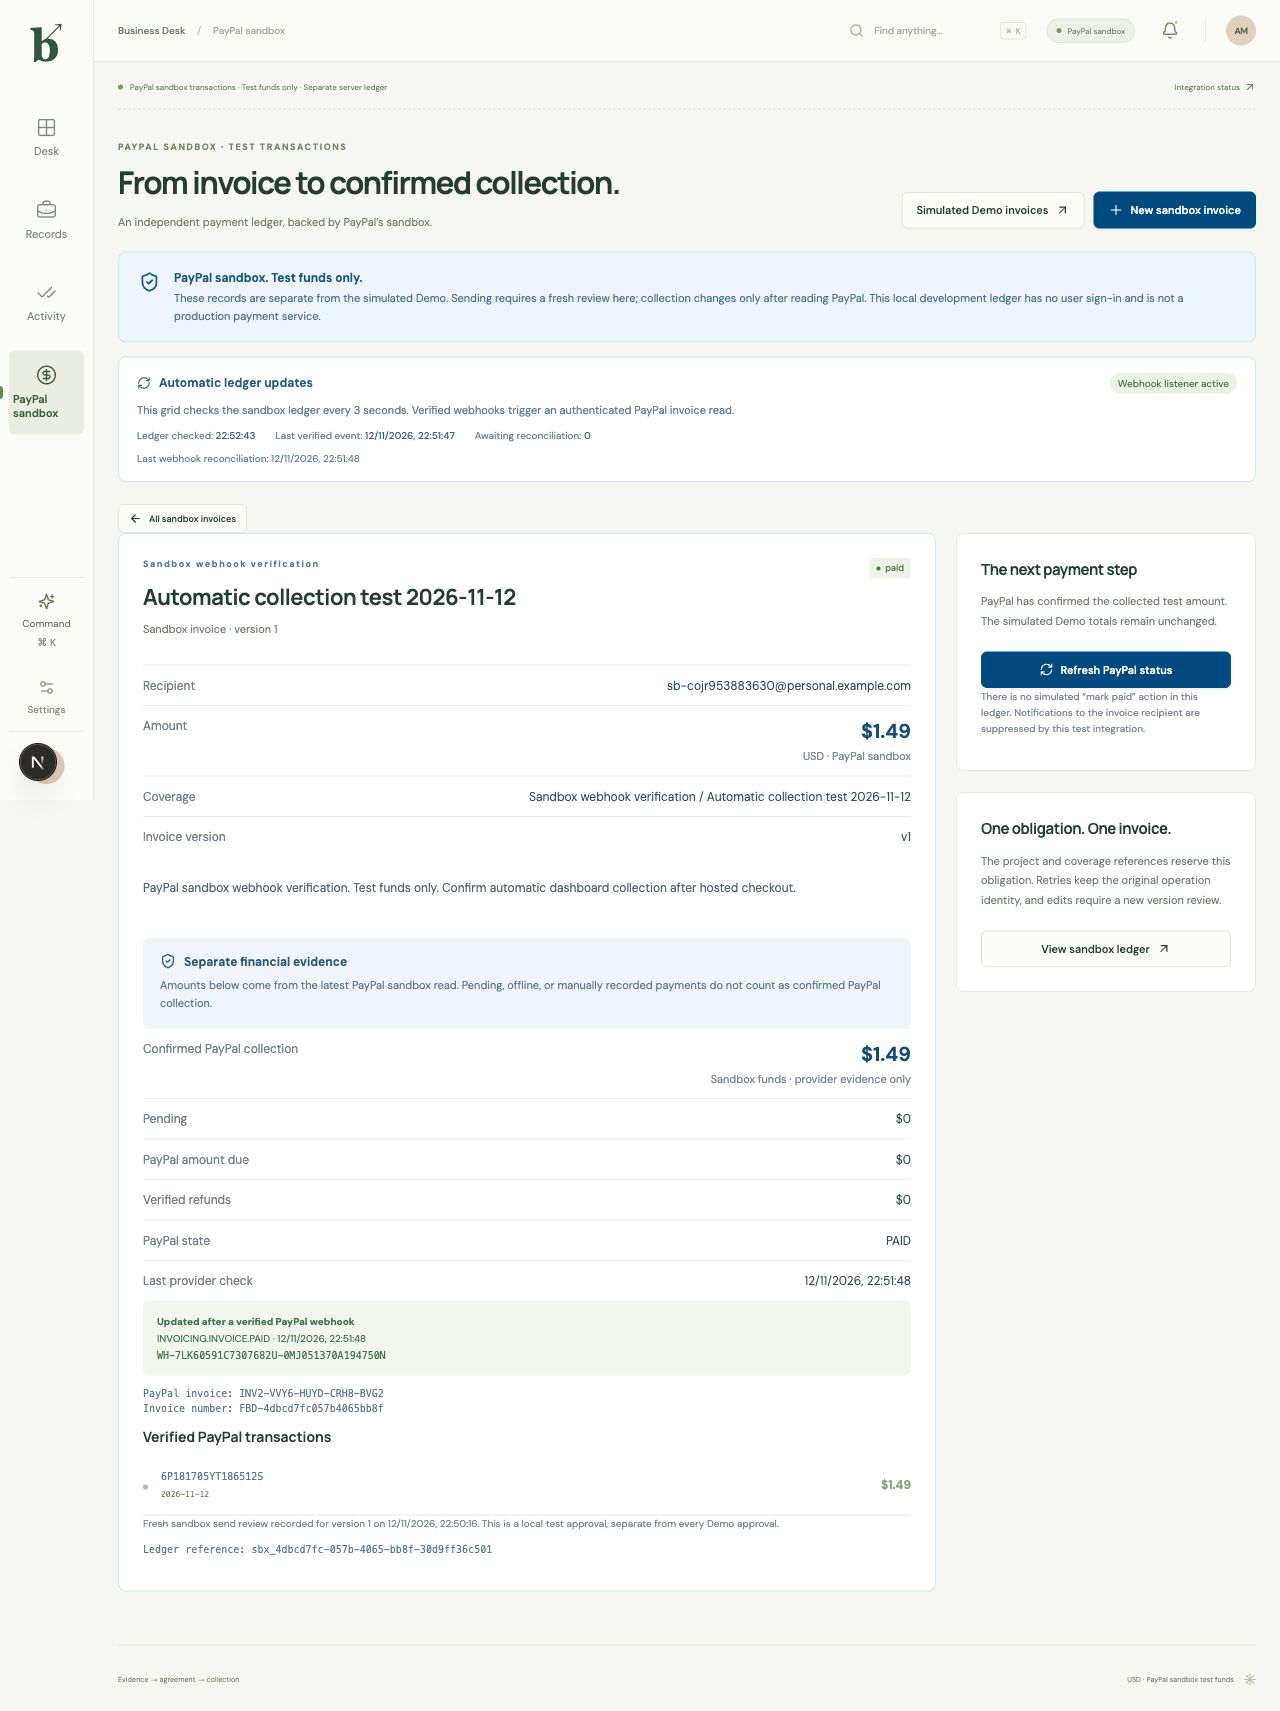 b
Business Desk / PayPal sandbox
Find anything...
⌘ K
PayPal sandbox
AM
Desk
Records
Activity
PayPal
sandbox
Command
⌘ K
Settings
N
PayPal sandbox transactions · Test funds only · Separate server ledger
Integration status
PAYPAL SANDBOX · TEST TRANSACTIONS
From invoice to confirmed collection.
An independent payment ledger, backed by PayPal's sandbox.
Simulated Demo invoices
New sandbox invoice
PayPal sandbox. Test funds only.
These records are separate from the simulated Demo. Sending requires a fresh review here; collection changes only after reading PayPal. This local development ledger has no user sign-in and is not a
production payment service.
Automatic ledger updates
Webhook listener active
This grid checks the sandbox ledger every 3 seconds. Verified webhooks trigger an authenticated PayPal invoice read.
Ledger checked: 22:52:43 Last verified event: 12/11/2026, 22:51:47 Awaiting reconciliation: 0
Last webhook reconciliation: 12/11/2026, 22:51:48
All sandbox invoices
Sandbox webhook verification
paid
Automatic collection test 2026-11-12
Sandbox invoice · version 1
Recipient sb-cojr953883630@personal.example.com
Amount $1.49
USD · PayPal sandbox
Coverage Sandbox webhook verification / Automatic collection test 2026-11-12
Invoice version v1
PayPal sandbox webhook verification. Test funds only. Confirm automatic dashboard collection after hosted checkout.
Separate financial evidence
Amounts below come from the latest PayPal sandbox read. Pending, offline, or manually recorded payments do not count as confirmed PayPal
collection.
Confirmed PayPal collection $1.49
Sandbox funds · provider evidence only
Pending $0
PayPal amount due $0
Verified refunds $0
PayPal state PAID
Last provider check 12/11/2026, 22:51:48
Updated after a verified PayPal webhook
INVOICING.INVOICE.PAID · 12/11/2026, 22:51:48
WH-7LK60591C7307682U-0MJ051370A194750N
PayPal invoice: INV2-VVY6-HUYD-CRH8-BVG2
Invoice number: FBD-4dbcd7fc057b4065bb8f
Verified PayPal transactions
6P181705YT186512S
2026-11-12
$1.49
Fresh sandbox send review recorded for version 1 on 12/11/2026, 22:50:16. This is a local test approval, separate from every Demo approval.
Ledger reference: sbx_4dbcd7fc-057b-4065-bb8f-30d9ff36c501
The next payment step
PayPal has confirmed the collected test amount.
The simulated Demo totals remain unchanged.
Refresh PayPal status
There is no simulated “mark paid” action in this
ledger. Notifications to the invoice recipient are
suppressed by this test integration.
One obligation. One invoice.
The project and coverage references reserve this
obligation. Retries keep the original operation
identity, and edits require a new version review.
View sandbox ledger
Evidence → agreement → collection
USD · PayPal sandbox test funds